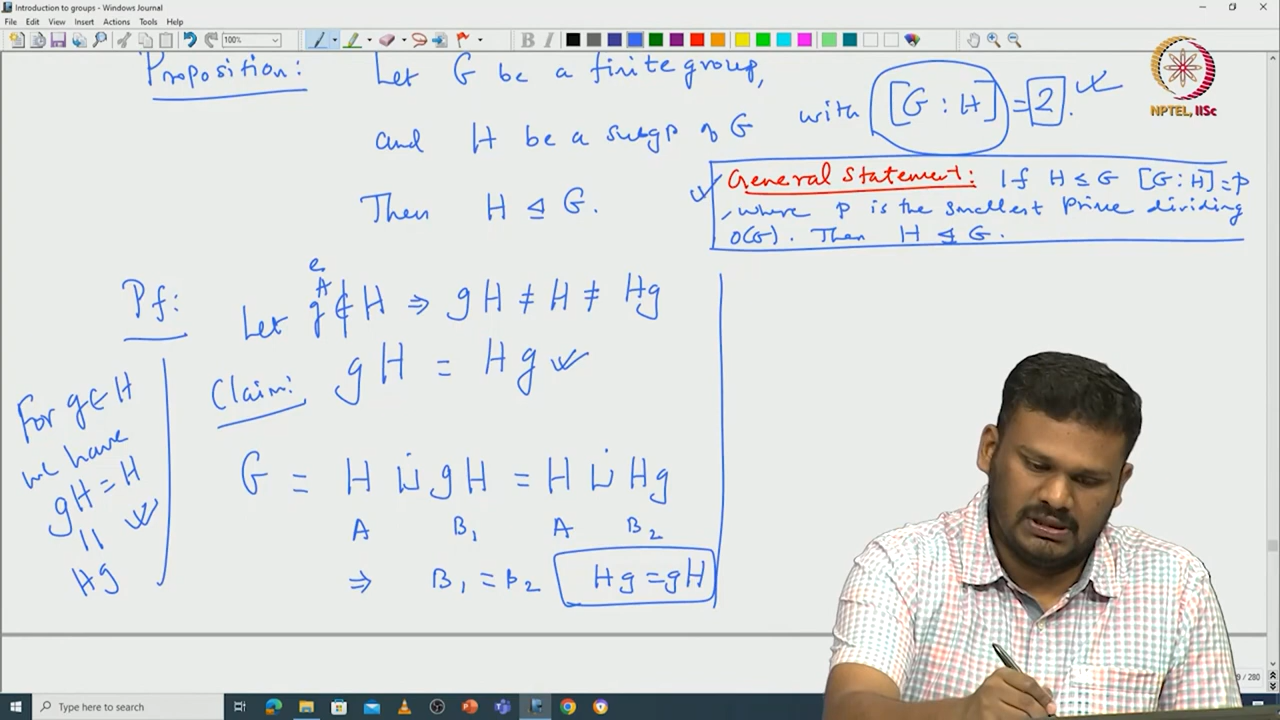 Introduction to groups - Windows Journal
File Edit View Insert Actions Tools Help
100%
B I
NPTEL, IISc
Proposition: Let G be a finite group,
and H be a subgp of G with [G : H] = 2.
Then H ⊴ G.
General Statement: If H ≤ G [G:H]=p
, where p is the smallest prime dividing
O(G). Then H ⊴ G.
Pf: Let g ∉ H ⇒ gH ≠ H ≠ Hg
Claim: gH = Hg
G = H ⊔ gH = H ⊔ Hg
A B₁ A B₂
⇒ B₁ = B₂ Hg = gH
For g ∈ H
we have
gH = H
||
Hg
Type here to search
/ 280